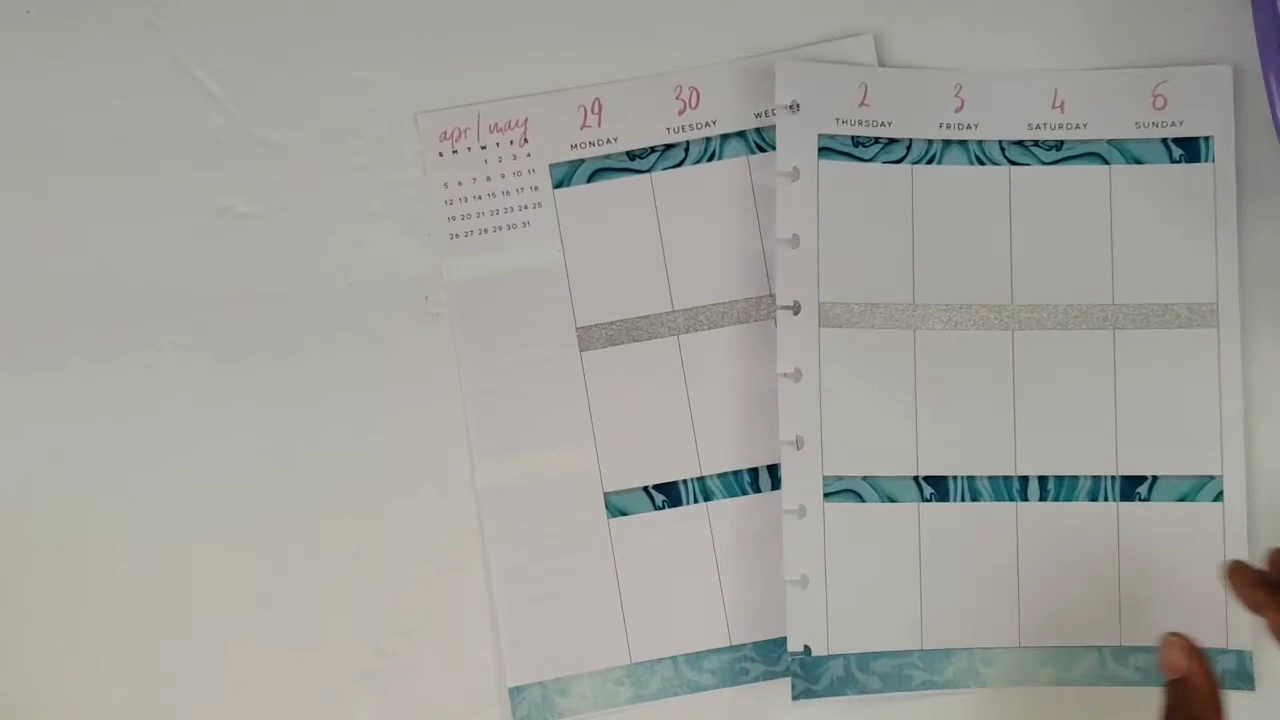 apr | may
S M T W T F S
1 2 3 4
5 6 7 8 9 10 11
12 13 14 15 16 17 18
19 20 21 22 23 24 25
26 27 28 29 30 31
29
MONDAY
30
TUESDAY
WED
2
THURSDAY
3
FRIDAY
4
SATURDAY
5
SUNDAY